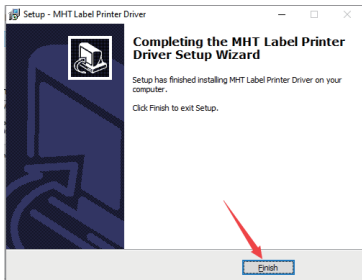 Setup - MHT Label Printer Driver
Completing the MHT Label Printer
Driver Setup Wizard
Setup has finished installing MHT Label Printer Driver on your
computer.
Click Finish to exit Setup.
Finish